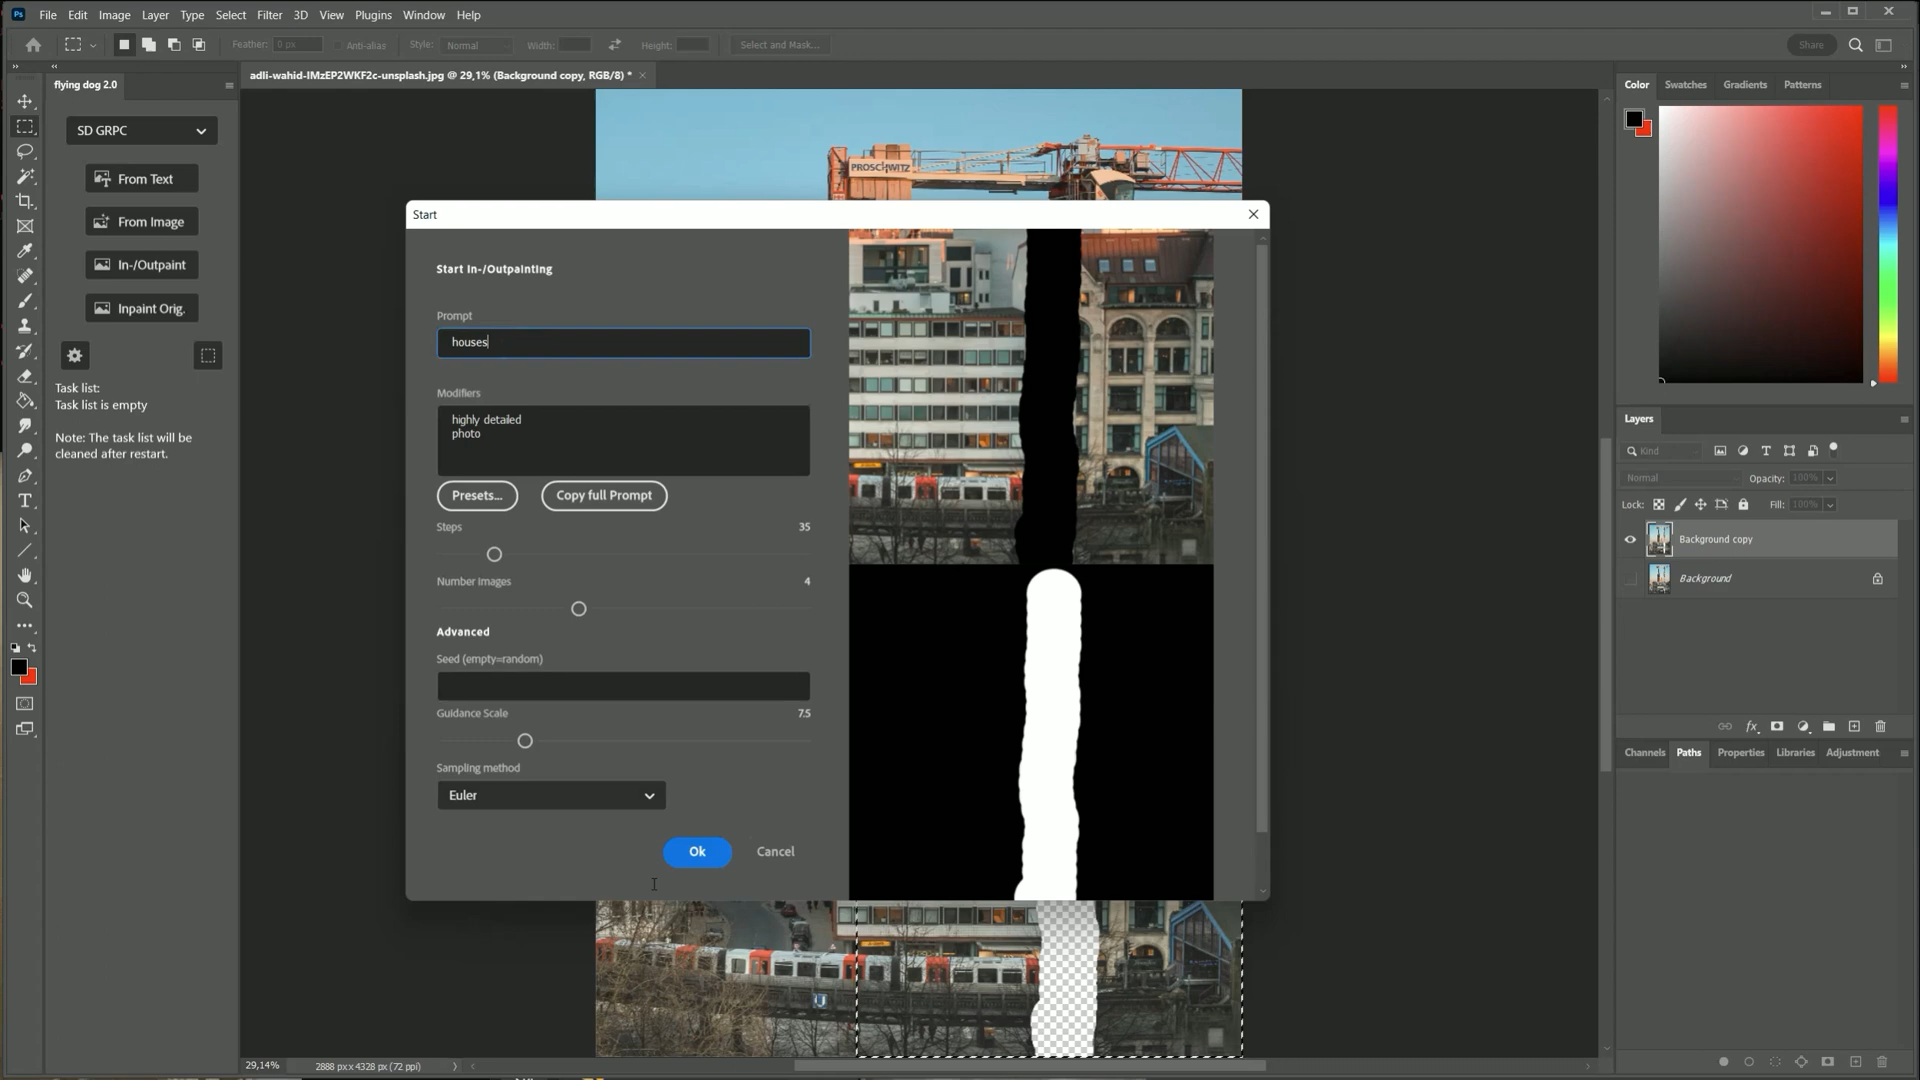 Ps File Edit Image Layer Type Select Filter 3D View Plugins Window Help
Feather: 0 px Anti-alias Style: Normal Width: Height: Select and Mask... Share
adli-wahid-IMzEP2WKF2c-unsplash.jpg @ 29,1% (Background copy, RGB/8) *
flying dog 2.0
SD GRPC
From Text
From Image
In-/Outpaint
Inpaint Orig.
Task list:
Task list is empty
Note: The task list will be
cleaned after restart.
PROSCHWITZ
Start
Start In-/Outpainting
Prompt
houses
Modifiers
highly detailed
photo
Presets...
Copy full Prompt
Steps 35
Number Images 4
Advanced
Seed (empty=random)
Guidance Scale 7.5
Sampling method
Euler
Ok
Cancel
U
29,14% 2888 px x 4328 px (72 ppi)
Color Swatches Gradients Patterns
Layers
Kind
Normal Opacity: 100%
Lock: Fill: 100%
Background copy
Background
fx
Channels Paths Properties Libraries Adjustment